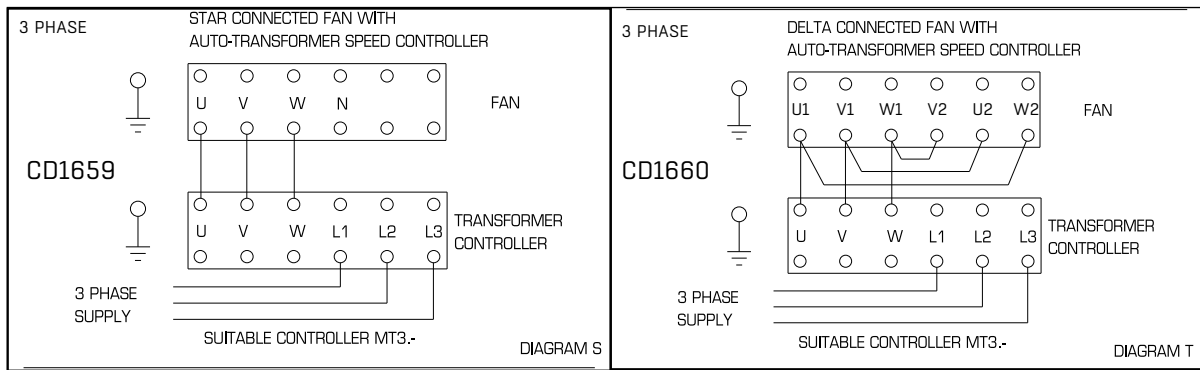 3 PHASE
STAR CONNECTED FAN WITH
AUTO-TRANSFORMER SPEED CONTROLLER
U V W N
FAN
CD1659
U V W L1 L2 L3
TRANSFORMER
CONTROLLER
3 PHASE
SUPPLY
SUITABLE CONTROLLER MT3.-
DIAGRAM S
3 PHASE
DELTA CONNECTED FAN WITH
AUTO-TRANSFORMER SPEED CONTROLLER
U1 V1 W1 V2 U2 W2
FAN
CD1660
U V W L1 L2 L3
TRANSFORMER
CONTROLLER
3 PHASE
SUPPLY
SUITABLE CONTROLLER MT3.-
DIAGRAM T